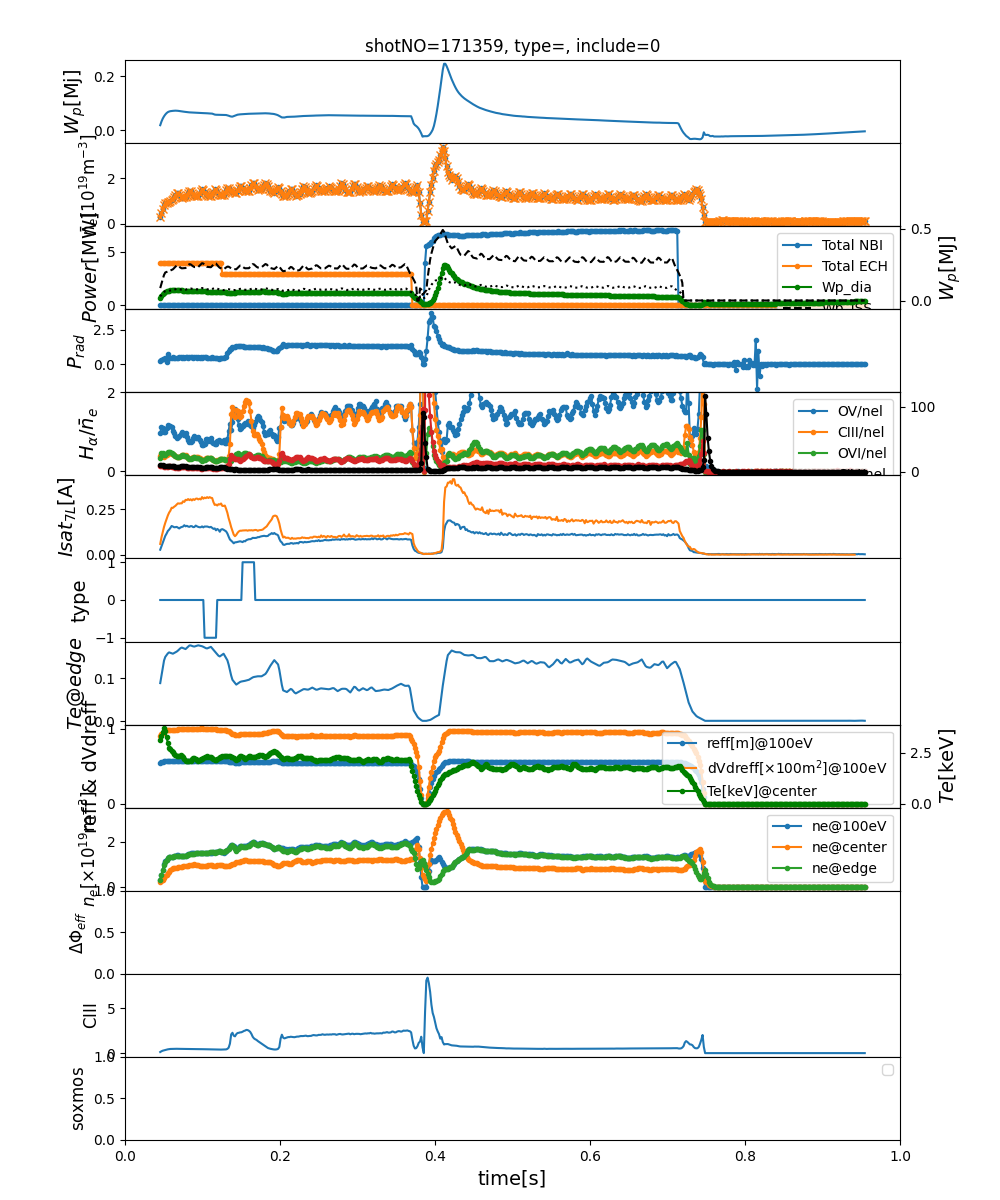 shotNO=171359, type=, include=0
W_p[MJ]
0.2
0.0
n̄_e[10^19 m^-3]
2
0
Power[MW]
5
0
Total NBI
Total ECH
Wp_dia
Wp_ISS
0.5
0.0
W_p[MJ]
P_rad
2.5
0.0
H_α/n̄_e
2
0
OV/nel
CIII/nel
OVI/nel
100
0
Isat_7L[A]
0.25
0.00
type
1
0
−1
Te@edge
0.1
0.0
reff & dVdreff
1
0
reff[m]@100eV
dVdreff[×100m^2]@100eV
Te[keV]@center
2.5
0.0
Te[keV]
n_e[×10^19 m^-3]
2
0
ne@100eV
ne@center
ne@edge
ΔΦ_eff
1.0
0.5
0.0
CIII
5
0
soxmos
1.0
0.5
0.0
0.0 0.2 0.4 0.6 0.8 1.0
time[s]